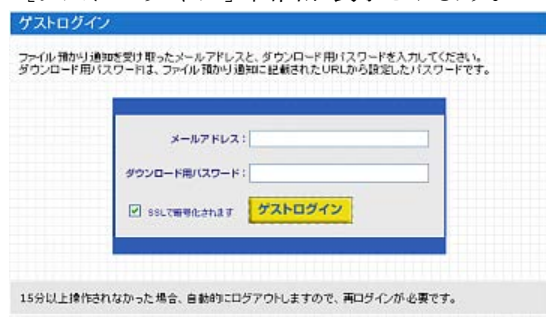 ゲストログイン
ファイル預かり通知を受け取ったメールアドレスと、ダウンロード用パスワードを入力してください。
ダウンロード用パスワードは、ファイル預かり通知に記載されたURLから設定したパスワードです。
メールアドレス：
ダウンロード用パスワード：
SSLで暗号化されます
ゲストログイン
15分以上操作されなかった場合、自動的にログアウトしますので、再ログインが必要です。